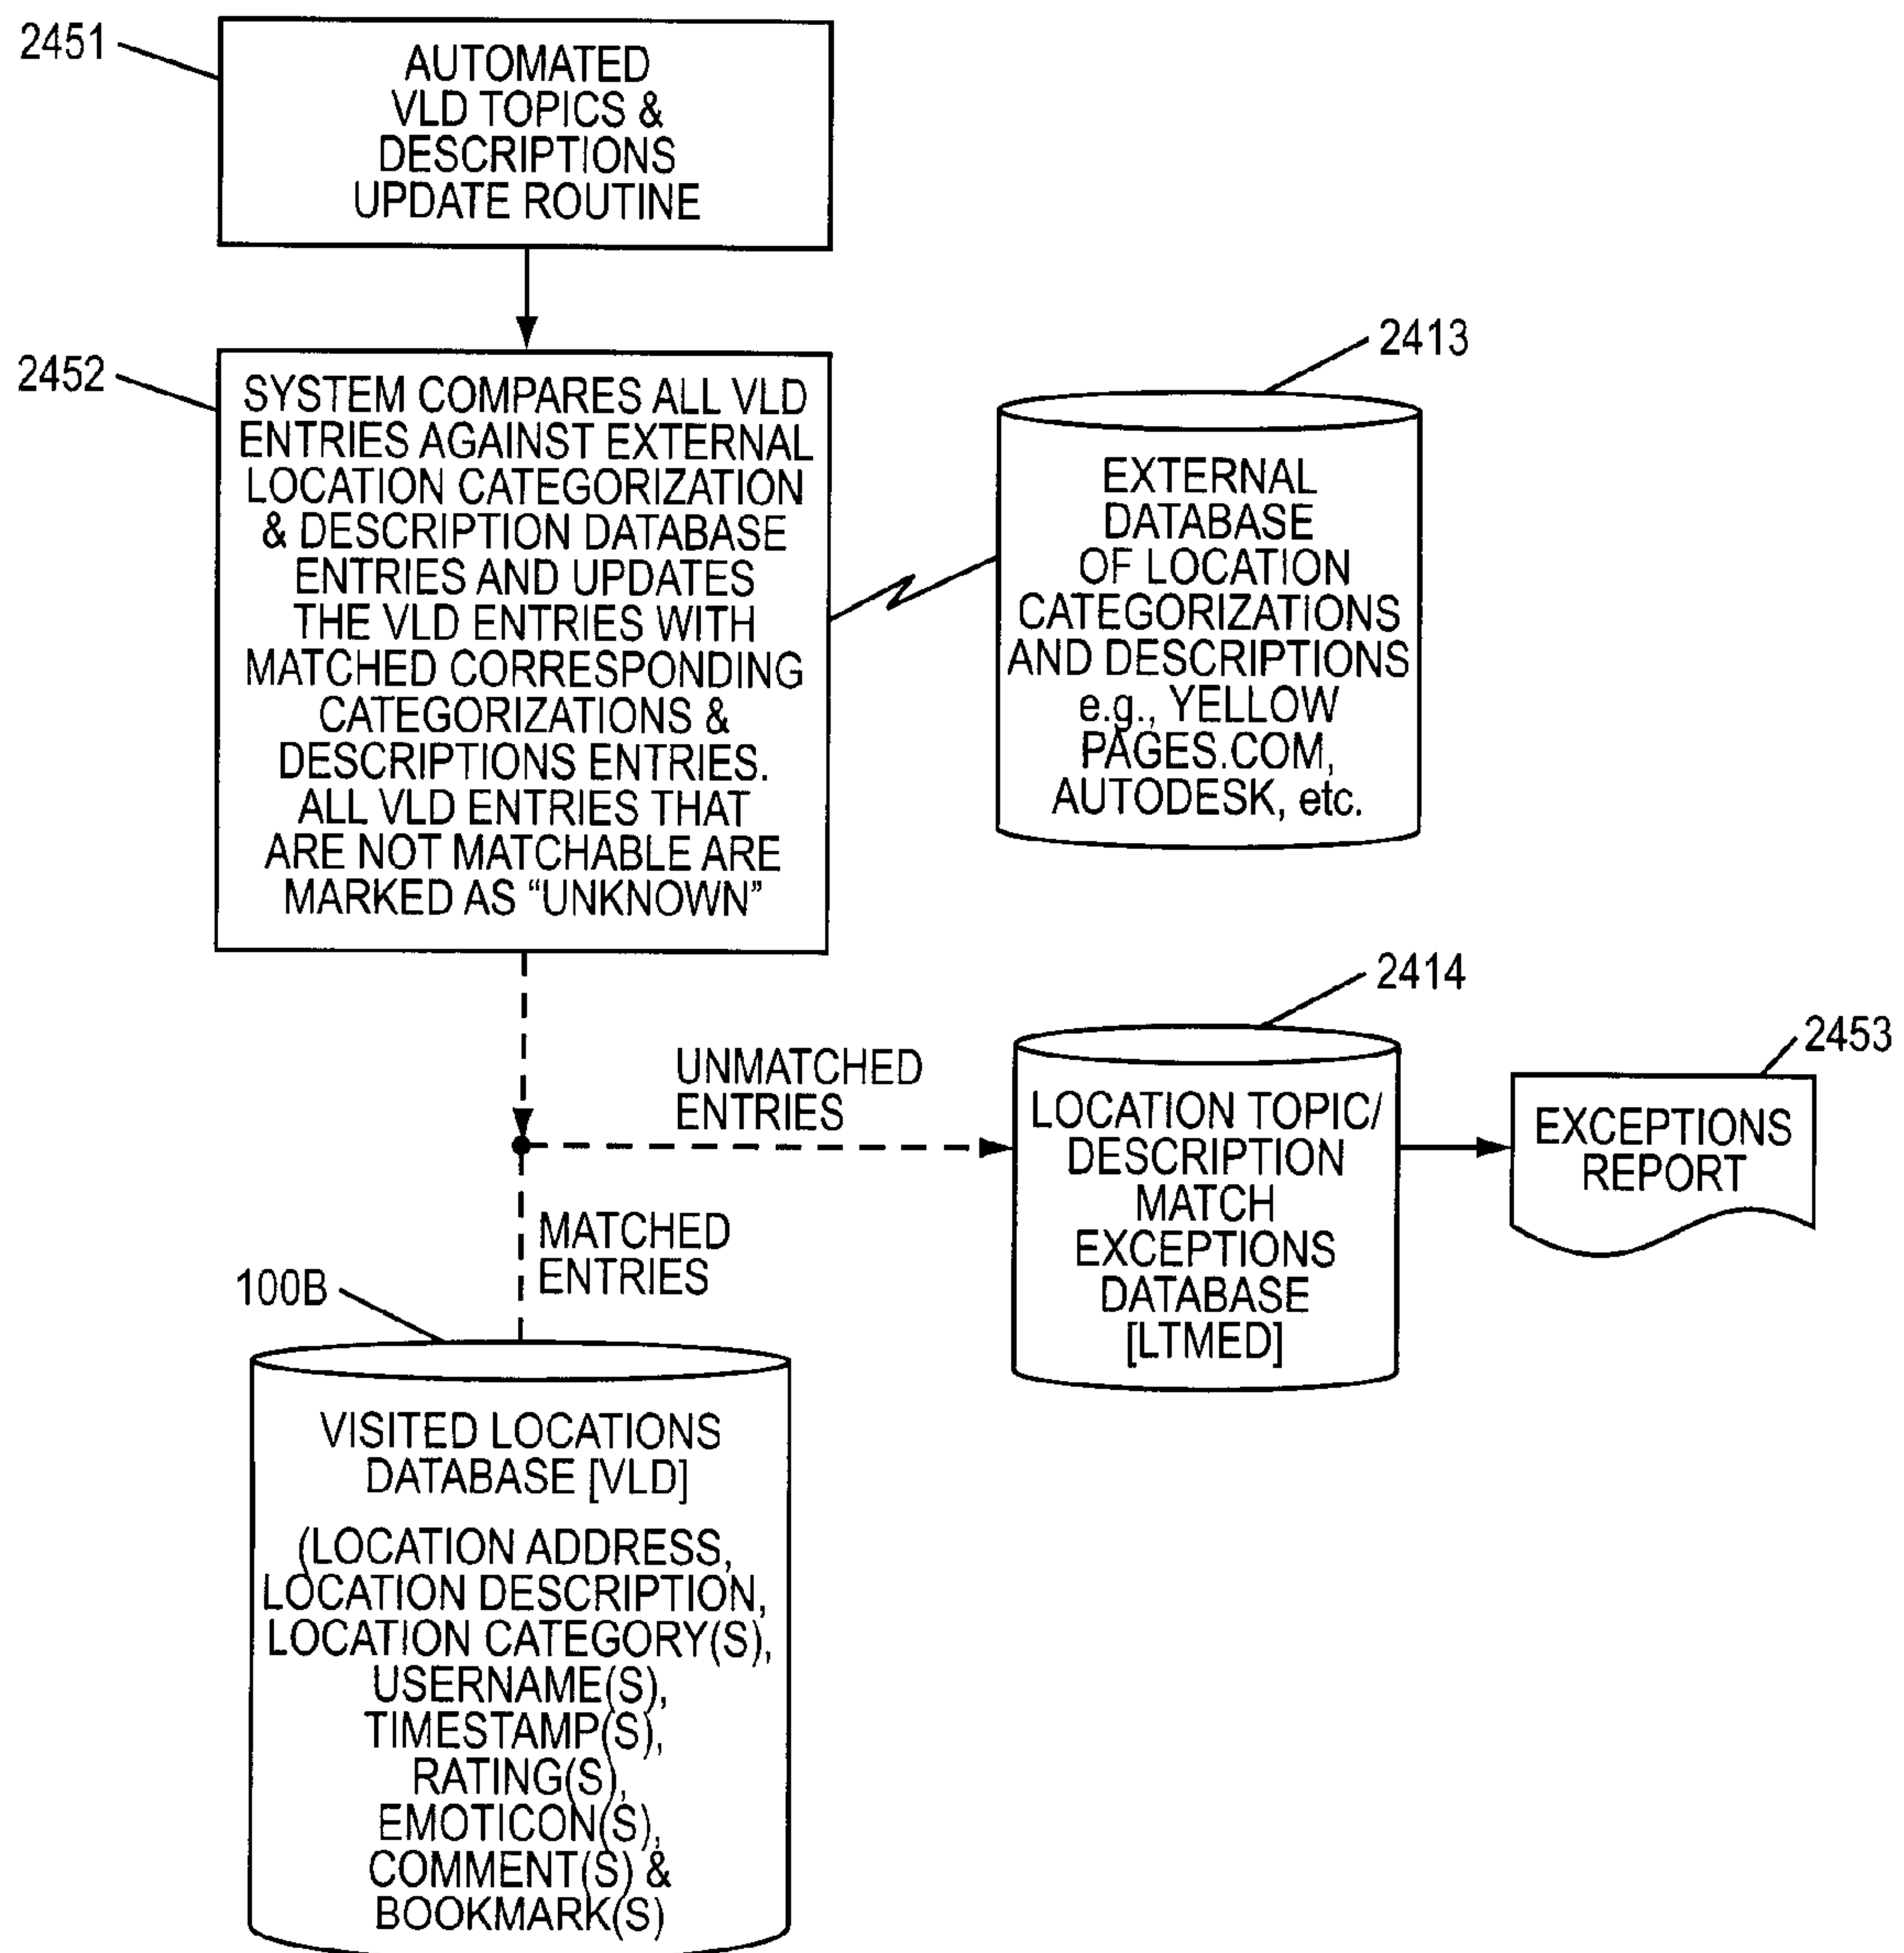 2451
AUTOMATED
VLD TOPICS &
DESCRIPTIONS
UPDATE ROUTINE
2452
SYSTEM COMPARES ALL VLD
ENTRIES AGAINST EXTERNAL
LOCATION CATEGORIZATION
& DESCRIPTION DATABASE
ENTRIES AND UPDATES
THE VLD ENTRIES WITH
MATCHED CORRESPONDING
CATEGORIZATIONS &
DESCRIPTIONS ENTRIES.
ALL VLD ENTRIES THAT
ARE NOT MATCHABLE ARE
MARKED AS “UNKNOWN”
2413
EXTERNAL
DATABASE
OF LOCATION
CATEGORIZATIONS
AND DESCRIPTIONS
e.g., YELLOW
PAGES.COM,
AUTODESK, etc.
UNMATCHED
ENTRIES
2414
LOCATION TOPIC/
DESCRIPTION
MATCH
EXCEPTIONS
DATABASE
[LTMED]
2453
EXCEPTIONS
REPORT
MATCHED
ENTRIES
100B
VISITED LOCATIONS
DATABASE [VLD]
(LOCATION ADDRESS,
LOCATION DESCRIPTION,
LOCATION CATEGORY(S),
USERNAME(S),
TIMESTAMP(S),
RATING(S),
EMOTICON(S),
COMMENT(S) &
BOOKMARK(S)